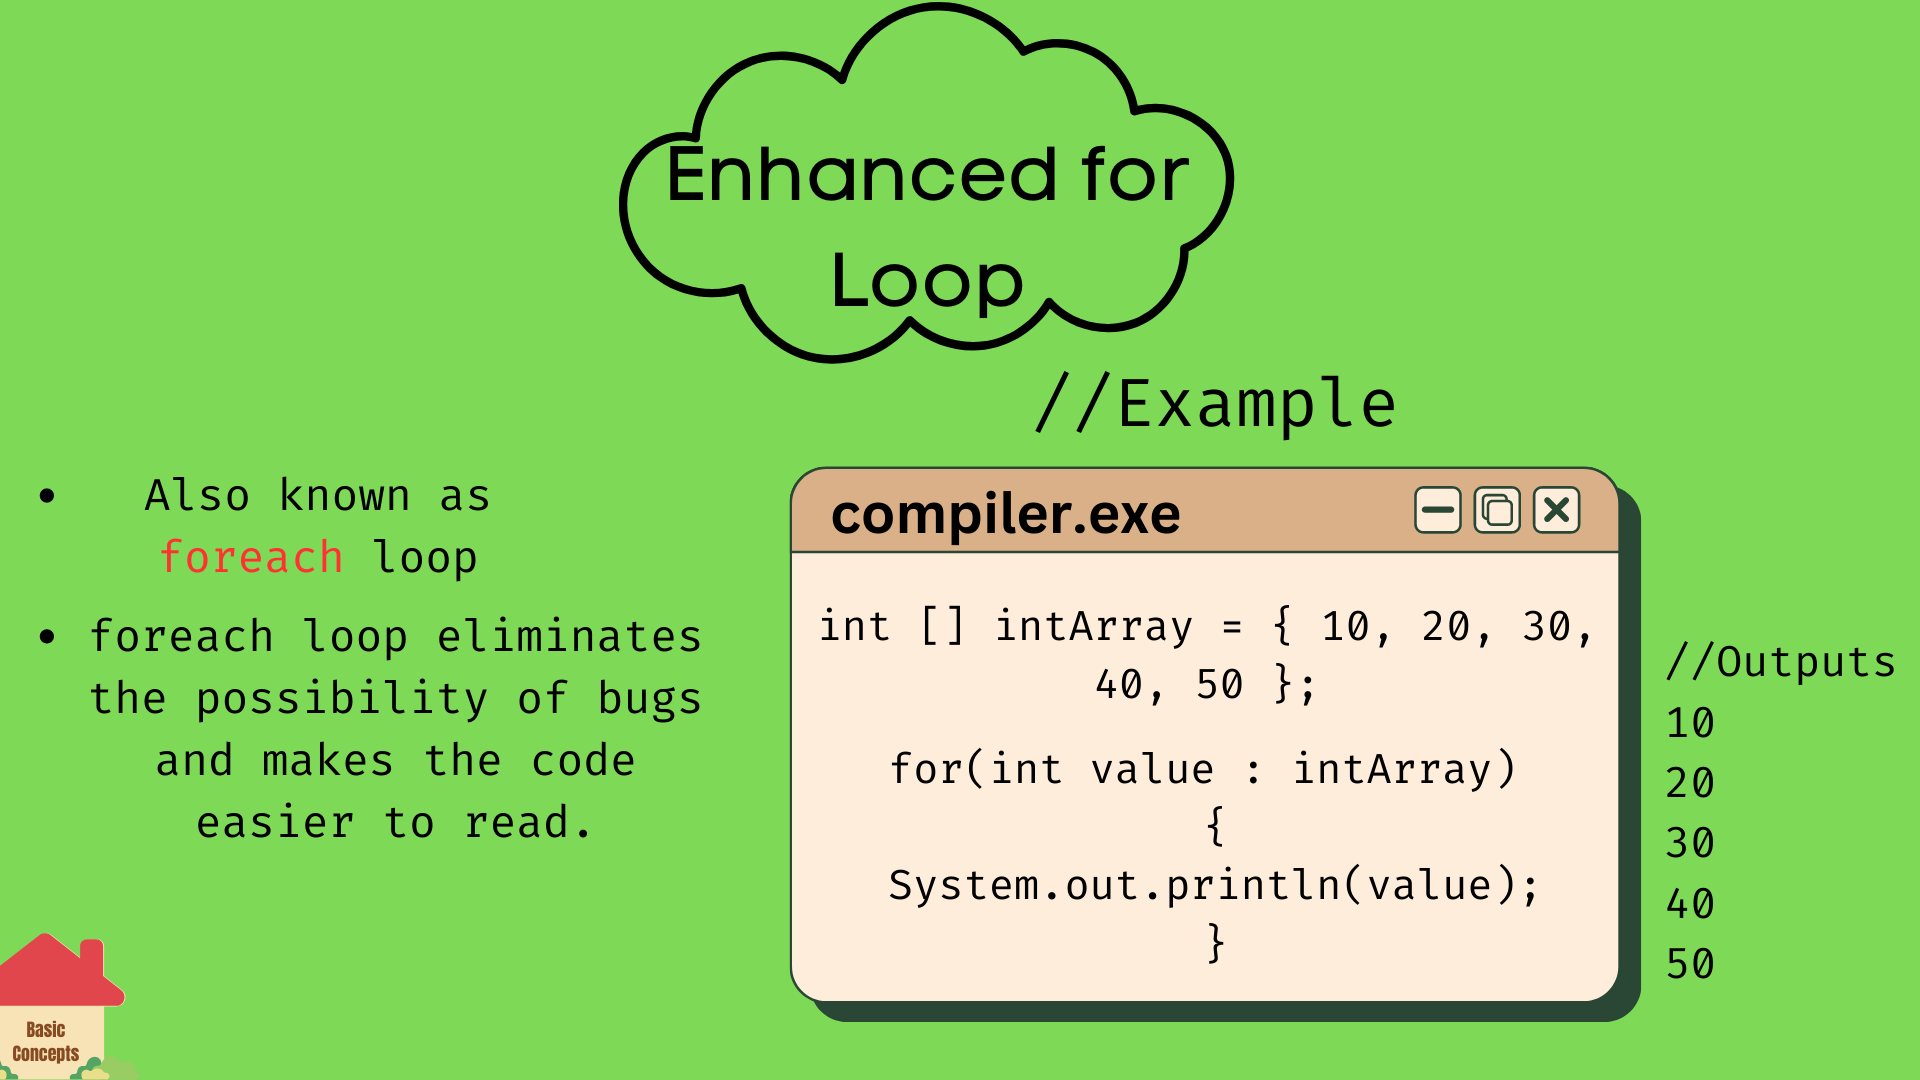 Enhanced for
Loop
• Also known as
foreach loop
• foreach loop eliminates
the possibility of bugs
and makes the code
easier to read.
//Example
compiler.exe
int [] intArray = { 10, 20, 30,
40, 50 };
for(int value : intArray)
{
System.out.println(value);
}
//Outputs
10
20
30
40
50
Basic
Concepts